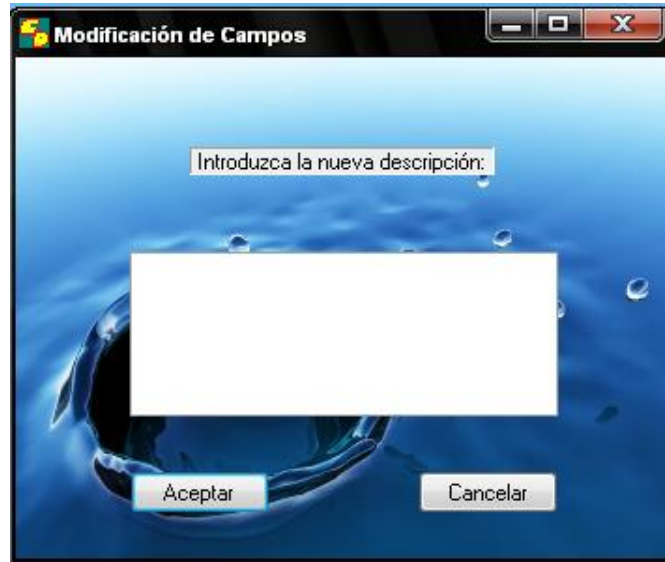 Modificación de Campos
Introduzca la nueva descripción:
Aceptar
Cancelar